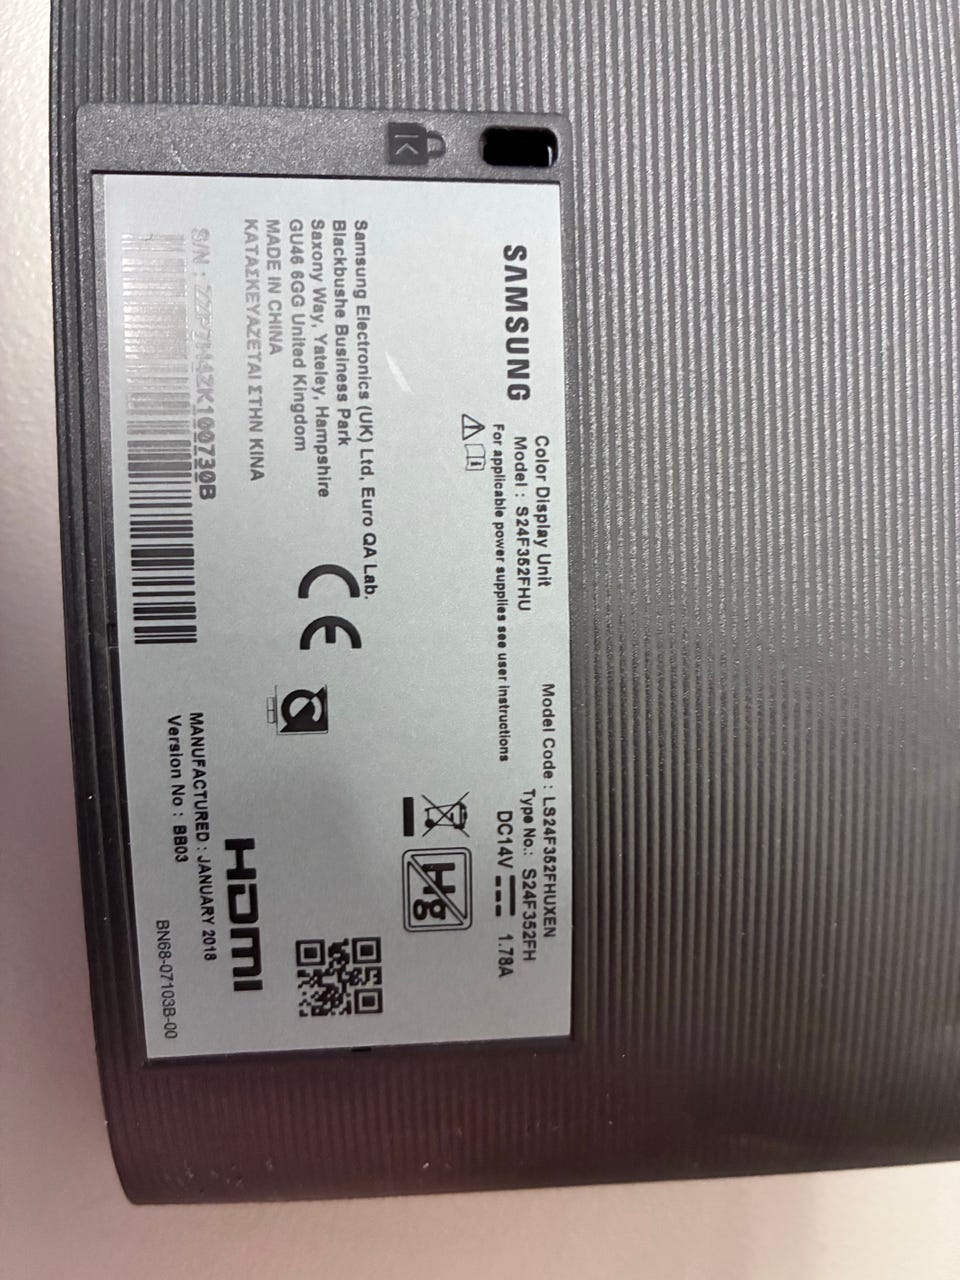 SAMSUNG
Color Display Unit
Model : S24F352FHU
For applicable power supplies see user instructions
Model Code : LS24F352FHUXEN
Type No.: S24F352FH
DC14V 1.78A
Samsung Electronics (UK) Ltd, Euro QA Lab.
Blackbushe Business Park
Saxony Way, Yateley, Hampshire
GU46 6GG United Kingdom
MADE IN CHINA
ΚΑΤΑΣΚΕΥΑΖΕΤΑΙ ΣΤΗΝ ΚΙΝΑ
CE
Hg
HDMI
S/N :
MANUFACTURED : JANUARY 2018
Version No : BB03
BN68-07103B-00
K